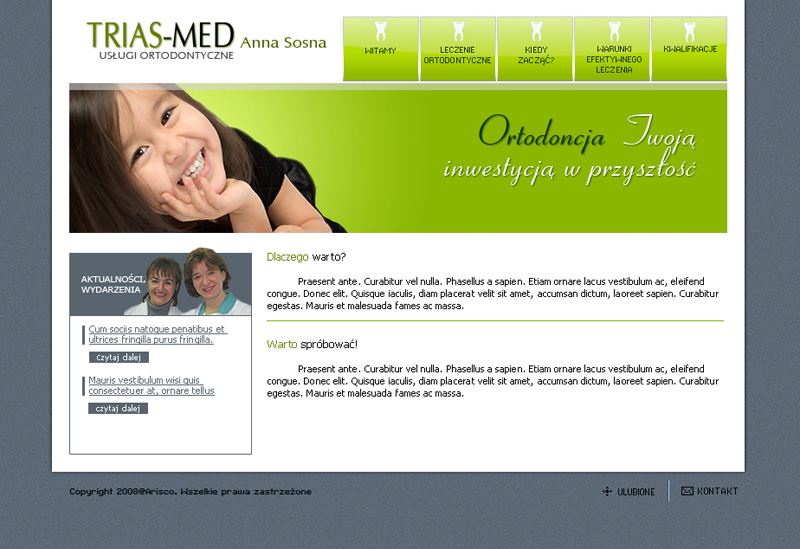 TRIAS-MED Anna Sosna
USŁUGI ORTODONTYCZNE
WITAMY
LECZENIE
ORTODONTYCZNE
KIEDY
ZACZĄĆ?
WARUNKI
EFEKTYWNEGO
LECZENIA
KWALIFIKACJE
Ortodoncja Twoją
inwestycją w przyszłość
AKTUALNOŚCI,
WYDARZENIA
Cum sociis natoque penatibus et
ultrices fringilla purus fringilla.
czytaj dalej
Mauris vestibulum wisi quis
consectetuer at, ornare tellus
czytaj dalej
Dlaczego warto?
Praesent ante. Curabitur vel nulla. Phasellus a sapien. Etiam ornare lacus vestibulum ac, eleifend
congue. Donec elit. Quisque iaculis, diam placerat velit sit amet, accumsan dictum, laoreet sapien. Curabitur
egestas. Mauris et malesuada fames ac massa.
Warto spróbować!
Praesent ante. Curabitur vel nulla. Phasellus a sapien. Etiam ornare lacus vestibulum ac, eleifend
congue. Donec elit. Quisque iaculis, diam placerat velit sit amet, accumsan dictum, laoreet sapien. Curabitur
egestas. Mauris et malesuada fames ac massa.
Copyright 2008@Arisco. Wszelkie prawa zastrzeżone
ULUBIONE
KONTAKT